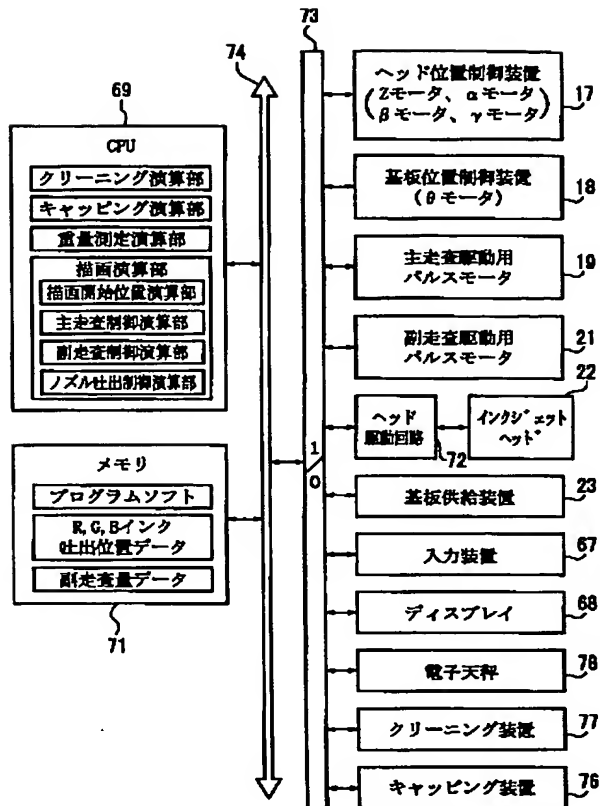 73
74
69
CPU
クリーニング演算部
キャッピング演算部
重量測定演算部
描画演算部
描画開始位置演算部
主走査制御演算部
副走査制御演算部
ノズル吐出制御演算部
メモリ
プログラムソフト
R,G,Bインク
吐出位置データ
副走査量データ
71
1
0
ヘッド位置制御装置
(Zモータ、αモータ
βモータ、γモータ)
17
基板位置制御装置
(θモータ)
18
主走査駆動用
パルスモータ
19
副走査駆動用
パルスモータ
21
ヘッド
駆動回路
72
インクジェット
ヘッド
22
基板供給装置
23
入力装置
67
ディスプレイ
68
電子天秤
78
クリーニング装置
77
キャッピング装置
76